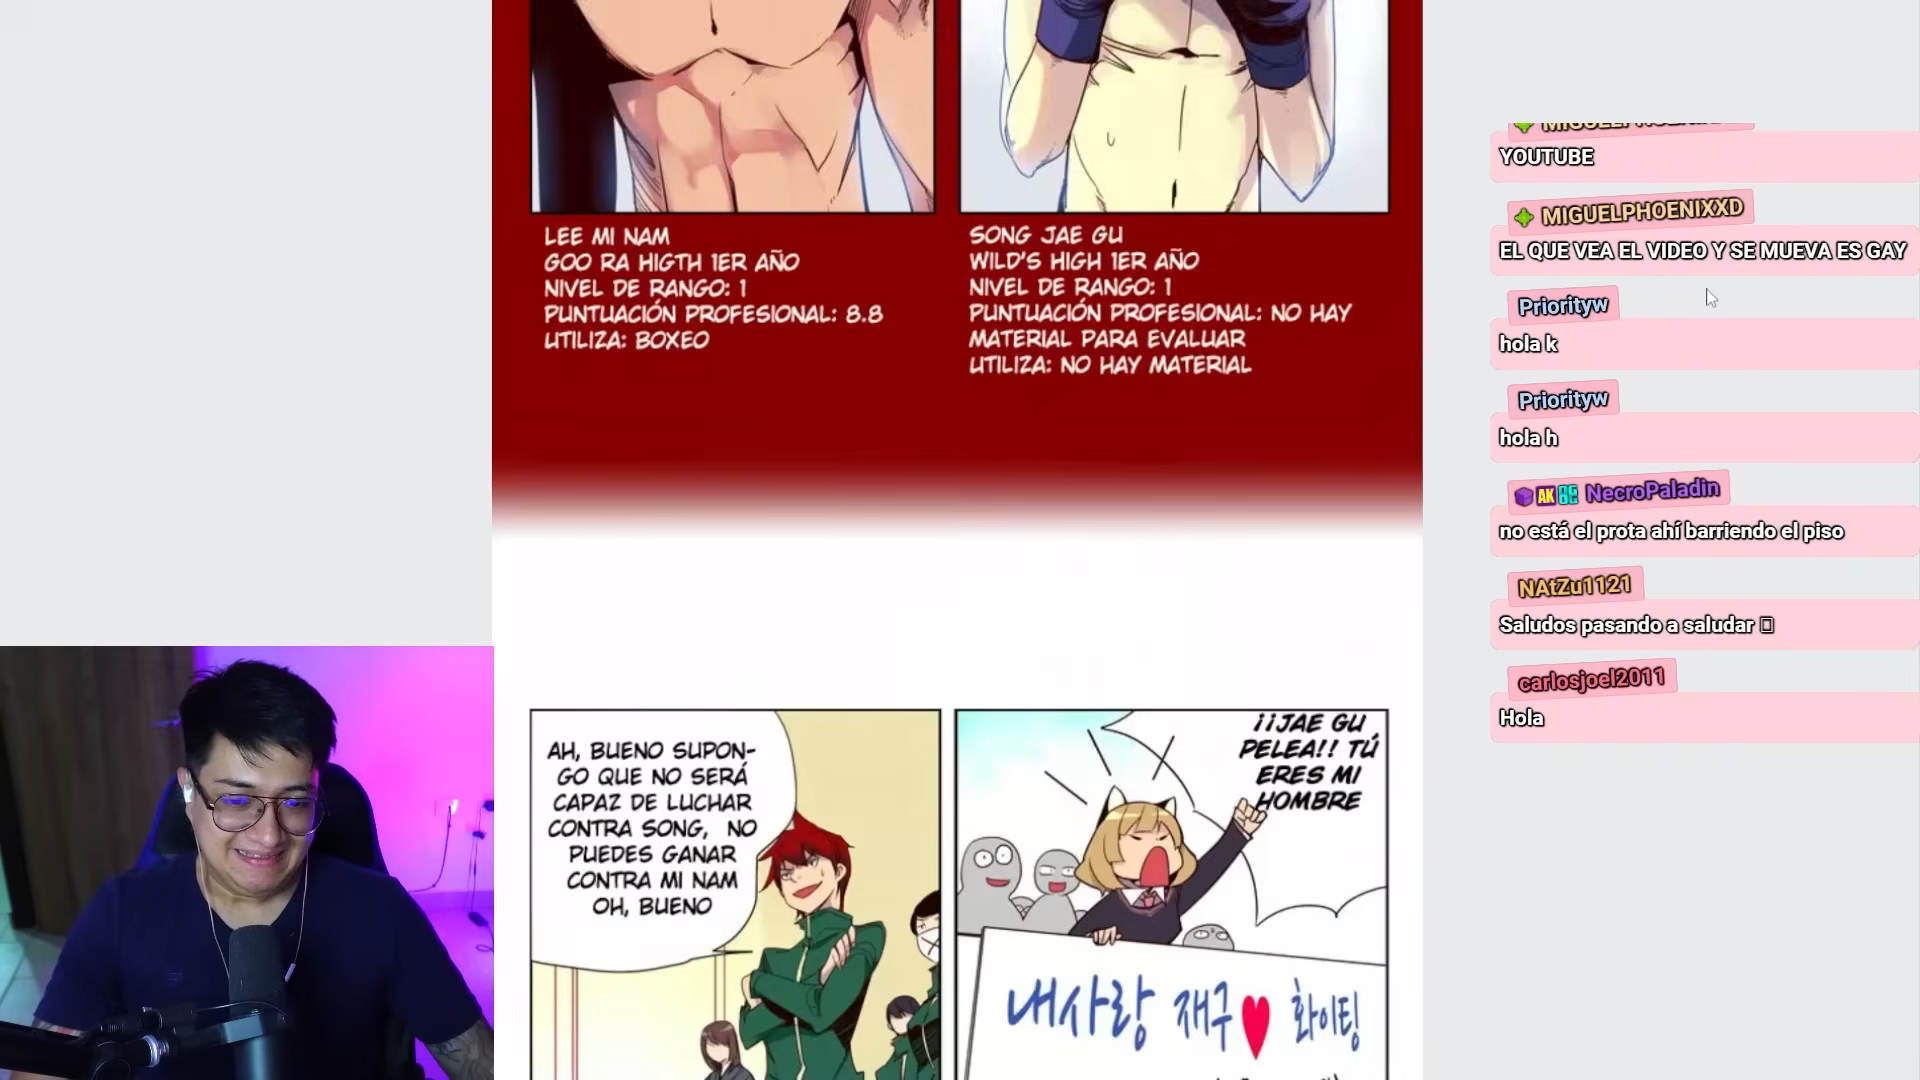 LEE MI NAM
GOO RA HIGTH 1ER AÑO
NIVEL DE RANGO: 1
PUNTUACIÓN PROFESIONAL: 8.8
UTILIZA: BOXEO
SONG JAE GU
WILD'S HIGH 1ER AÑO
NIVEL DE RANGO: 1
PUNTUACIÓN PROFESIONAL: NO HAY
MATERIAL PARA EVALUAR
UTILIZA: NO HAY MATERIAL
AH, BUENO SUPON-
GO QUE NO SERÁ
CAPAZ DE LUCHAR
CONTRA SONG, NO
PUEDES GANAR
CONTRA MI NAM
OH, BUENO
¡¡JAE GU
PELEA!! TÚ
ERES MI
HOMBRE
내사랑 재구 ♥ 화이팅
YOUTUBE
MIGUELPHOENIXXD
EL QUE VEA EL VIDEO Y SE MUEVA ES GAY
Priorityw
hola k
Priorityw
hola h
AK BE NecroPaladin
no está el prota ahí barriendo el piso
NAtZu1121
Saludos pasando a saludar
carlosjoel2011
Hola